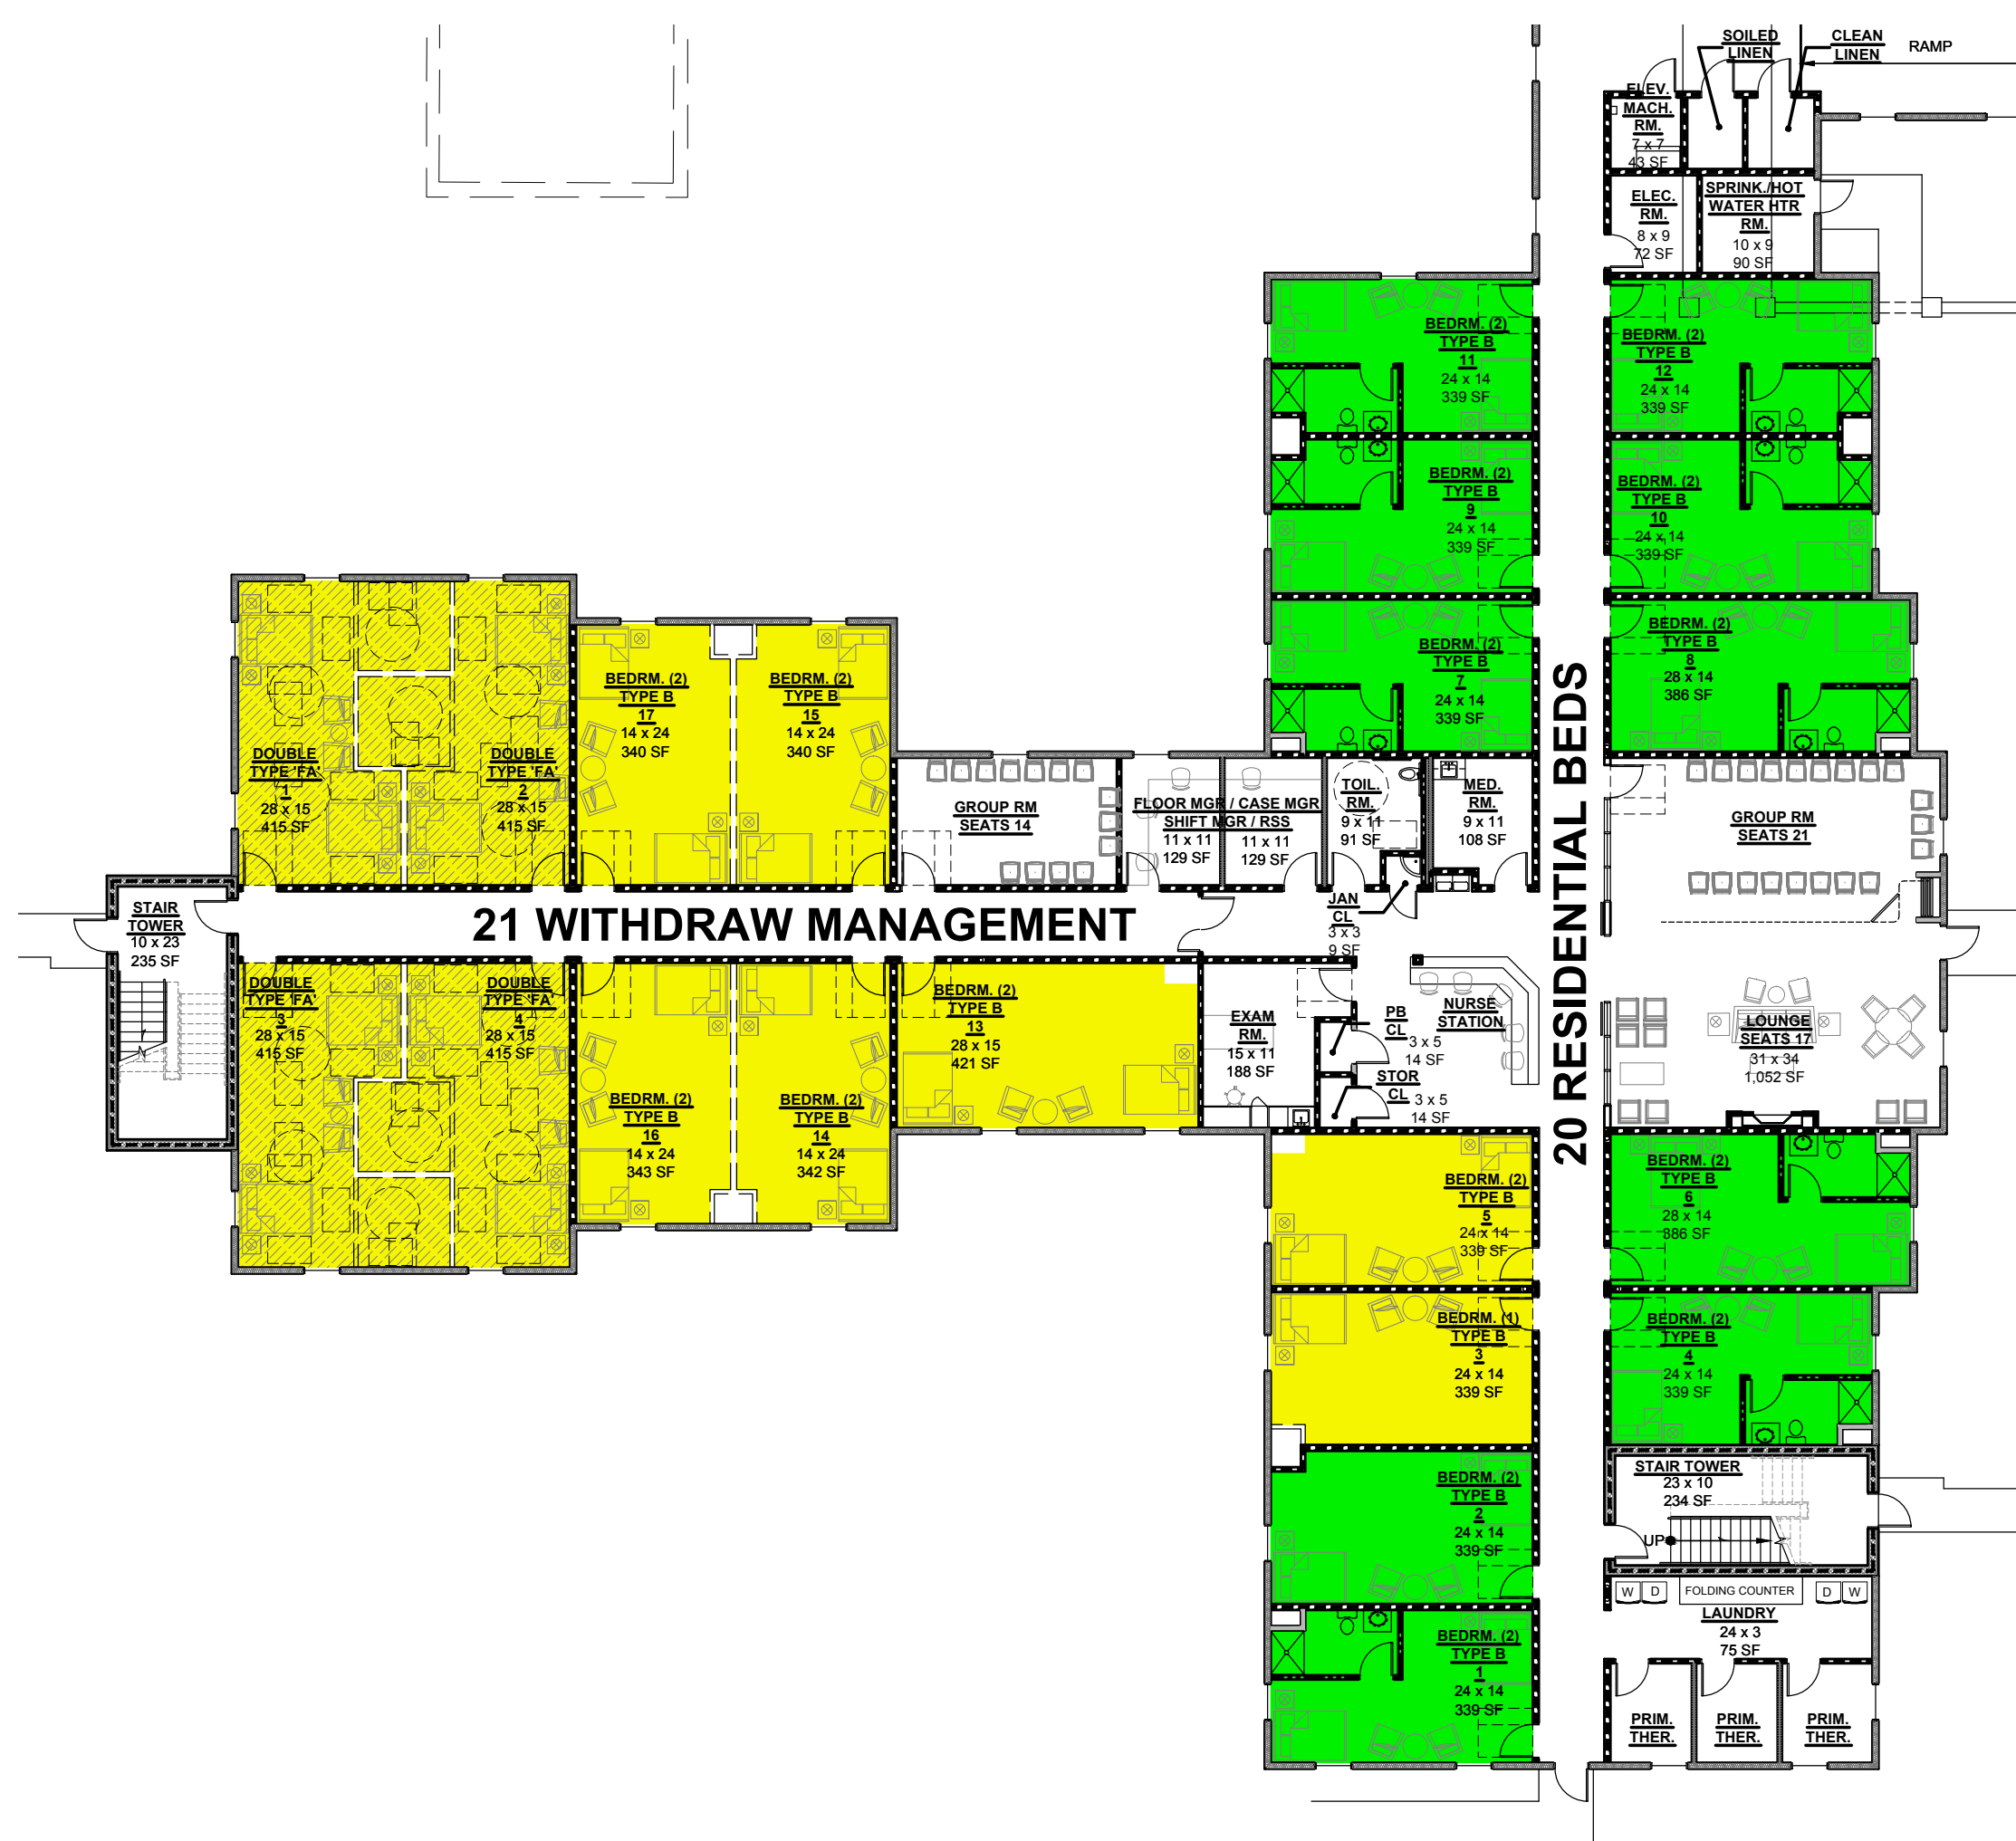 SOILED
LINEN
CLEAN
LINEN
RAMP
ELEV.
MACH.
RM.
7 x 7
43 SF
ELEC.
RM.
8 x 9
72 SF
SPRINK./HOT
WATER HTR
RM.
10 x 9
90 SF
BEDRM. (2)
TYPE B
11
24 x 14
339 SF
BEDRM. (2)
TYPE B
12
24 x 14
339 SF
BEDRM. (2)
TYPE B
9
24 x 14
339 SF
BEDRM. (2)
TYPE B
10
24 x 14
339 SF
BEDRM. (2)
TYPE B
7
24 x 14
339 SF
BEDRM. (2)
TYPE B
8
28 x 14
386 SF
DOUBLE
TYPE 'FA'
1
28 x 15
415 SF
DOUBLE
TYPE 'FA'
2
28 x 15
415 SF
BEDRM. (2)
TYPE B
17
14 x 24
340 SF
BEDRM. (2)
TYPE B
15
14 x 24
340 SF
GROUP RM
SEATS 14
FLOOR MGR / CASE MGR
SHIFT MGR / RSS
11 x 11
129 SF
11 x 11
129 SF
TOIL.
RM.
9 x 11
91 SF
MED.
RM.
9 x 11
108 SF
GROUP RM
SEATS 21
20 RESIDENTIAL BEDS
STAIR
TOWER
10 x 23
235 SF
21 WITHDRAW MANAGEMENT
JAN
CL
3 x 3
9 SF
DOUBLE
TYPE 'FA'
3
28 x 15
415 SF
DOUBLE
TYPE 'FA'
4
28 x 15
415 SF
BEDRM. (2)
TYPE B
16
14 x 24
343 SF
BEDRM. (2)
TYPE B
14
14 x 24
342 SF
BEDRM. (2)
TYPE B
13
28 x 15
421 SF
EXAM
RM.
15 x 11
188 SF
PB
CL
3 x 5
14 SF
STOR
CL
3 x 5
14 SF
NURSE
STATION
LOUNGE
SEATS 17
31 x 34
1,052 SF
BEDRM. (2)
TYPE B
5
24 x 14
339 SF
BEDRM. (2)
TYPE B
6
28 x 14
386 SF
BEDRM. (1)
TYPE B
3
24 x 14
339 SF
BEDRM. (2)
TYPE B
4
24 x 14
339 SF
BEDRM. (2)
TYPE B
2
24 x 14
339 SF
STAIR TOWER
23 x 10
234 SF
UP
W
D
FOLDING COUNTER
D
W
LAUNDRY
24 x 3
75 SF
BEDRM. (2)
TYPE B
1
24 x 14
339 SF
PRIM.
THER.
PRIM.
THER.
PRIM.
THER.